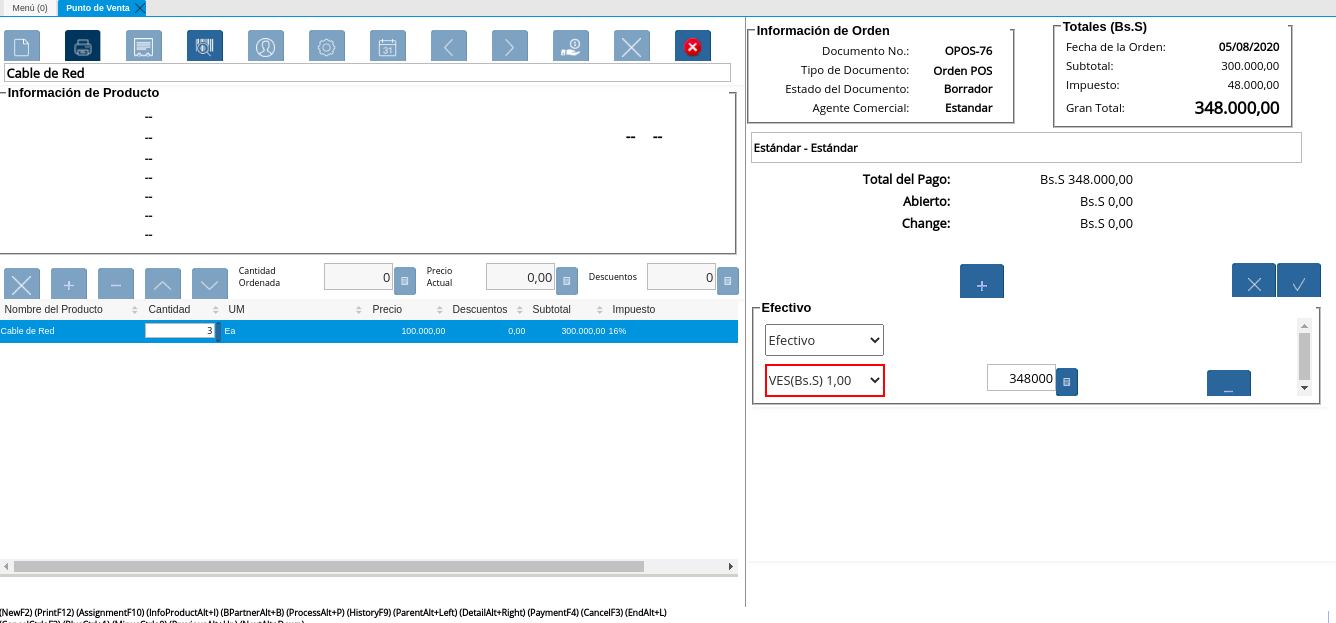 Menú (0)
Punto de Venta
31
Cable de Red
Información de Producto
--
--
-- --
--
--
--
--
--
Cantidad Ordenada
0
Precio Actual
0,00
Descuentos
0
Nombre del Producto Cantidad UM Precio Descuentos Subtotal Impuesto
Cable de Red 3 Ea 100.000,00 0,00 300.000,00 16%
(NewF2) (PrintF12) (AssignmentF10) (InfoProductAlt+I) (BPartnerAlt+B) (ProcessAlt+P) (HistoryF9) (ParentAlt+Left) (DetailAlt+Right) (PaymentF4) (CancelF3) (EndAlt+L)
Información de Orden
Documento No.: OPOS-76
Tipo de Documento: Orden POS
Estado del Documento: Borrador
Agente Comercial: Estandar
Totales (Bs.S)
Fecha de la Orden: 05/08/2020
Subtotal: 300.000,00
Impuesto: 48.000,00
Gran Total: 348.000,00
Estándar - Estándar
Total del Pago: Bs.S 348.000,00
Abierto: Bs.S 0,00
Change: Bs.S 0,00
+
Efectivo
Efectivo
VES(Bs.S) 1,00
348000
_